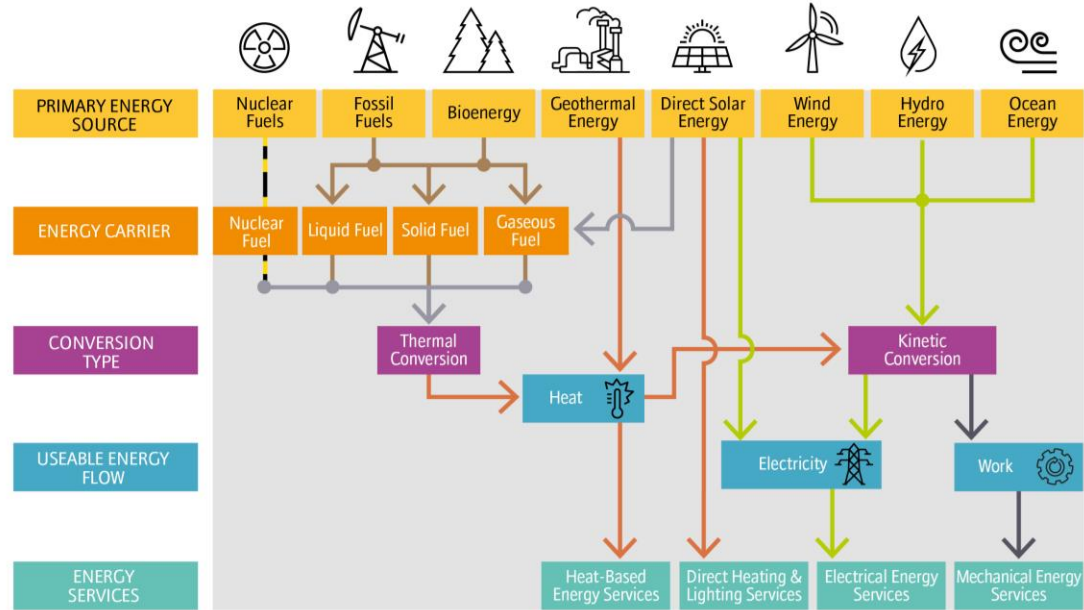 PRIMARY ENERGY
SOURCE
Nuclear
Fuels
Fossil
Fuels
Bioenergy
Geothermal
Energy
Direct Solar
Energy
Wind
Energy
Hydro
Energy
Ocean
Energy
ENERGY CARRIER
Nuclear
Fuel
Liquid Fuel
Solid Fuel
Gaseous
Fuel
CONVERSION
TYPE
Thermal
Conversion
Kinetic
Conversion
Heat
USEABLE ENERGY
FLOW
Electricity
Work
ENERGY
SERVICES
Heat-Based
Energy Services
Direct Heating &
Lighting Services
Electrical Energy
Services
Mechanical Energy
Services